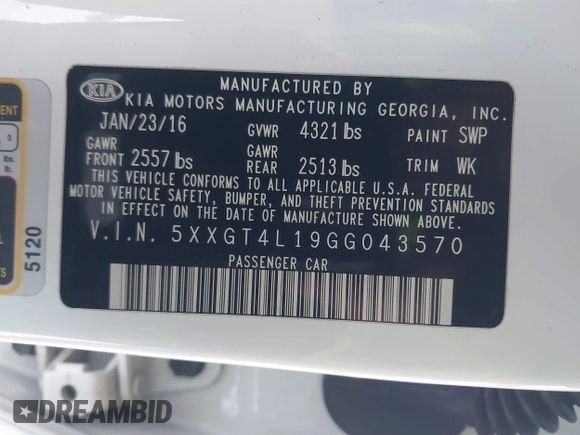 MANUFACTURED BY
KIA KIA MOTORS MANUFACTURING GEORGIA, INC.
JAN/23/16 GVWR 4321 lbs PAINT SWP
GAWR FRONT 2557 lbs GAWR REAR 2513 lbs TRIM WK
THIS VEHICLE CONFORMS TO ALL APPLICABLE U.S.A. FEDERAL
MOTOR VEHICLE SAFETY, BUMPER, AND THEFT PREVENTION STANDARDS
IN EFFECT ON THE DATE OF MANUFACTURE SHOWN ABOVE.
V.I.N. 5XXGT4L19GG043570
PASSENGER CAR
5120
DREAMBID